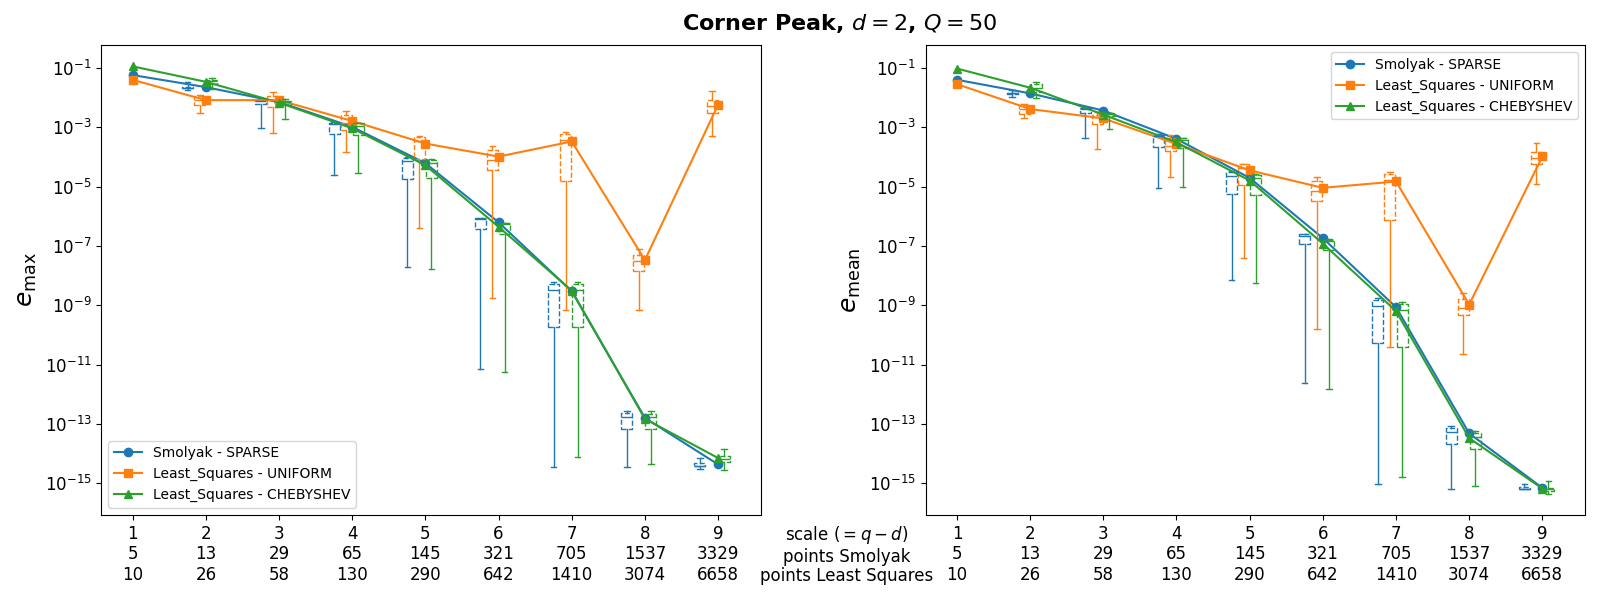 Corner Peak, d = 2, Q = 50
10⁻¹
10⁻³
10⁻⁵
10⁻⁷
10⁻⁹
10⁻¹¹
10⁻¹³
10⁻¹⁵
e_max
Smolyak - SPARSE
Least_Squares - UNIFORM
Least_Squares - CHEBYSHEV
10⁻¹
10⁻³
10⁻⁵
10⁻⁷
10⁻⁹
10⁻¹¹
10⁻¹³
10⁻¹⁵
e_mean
Smolyak - SPARSE
Least_Squares - UNIFORM
Least_Squares - CHEBYSHEV
1 2 3 4 5 6 7 8 9 scale (= q − d) 1 2 3 4 5 6 7 8 9
5 13 29 65 145 321 705 1537 3329 points Smolyak 5 13 29 65 145 321 705 1537 3329
10 26 58 130 290 642 1410 3074 6658 points Least Squares 10 26 58 130 290 642 1410 3074 6658